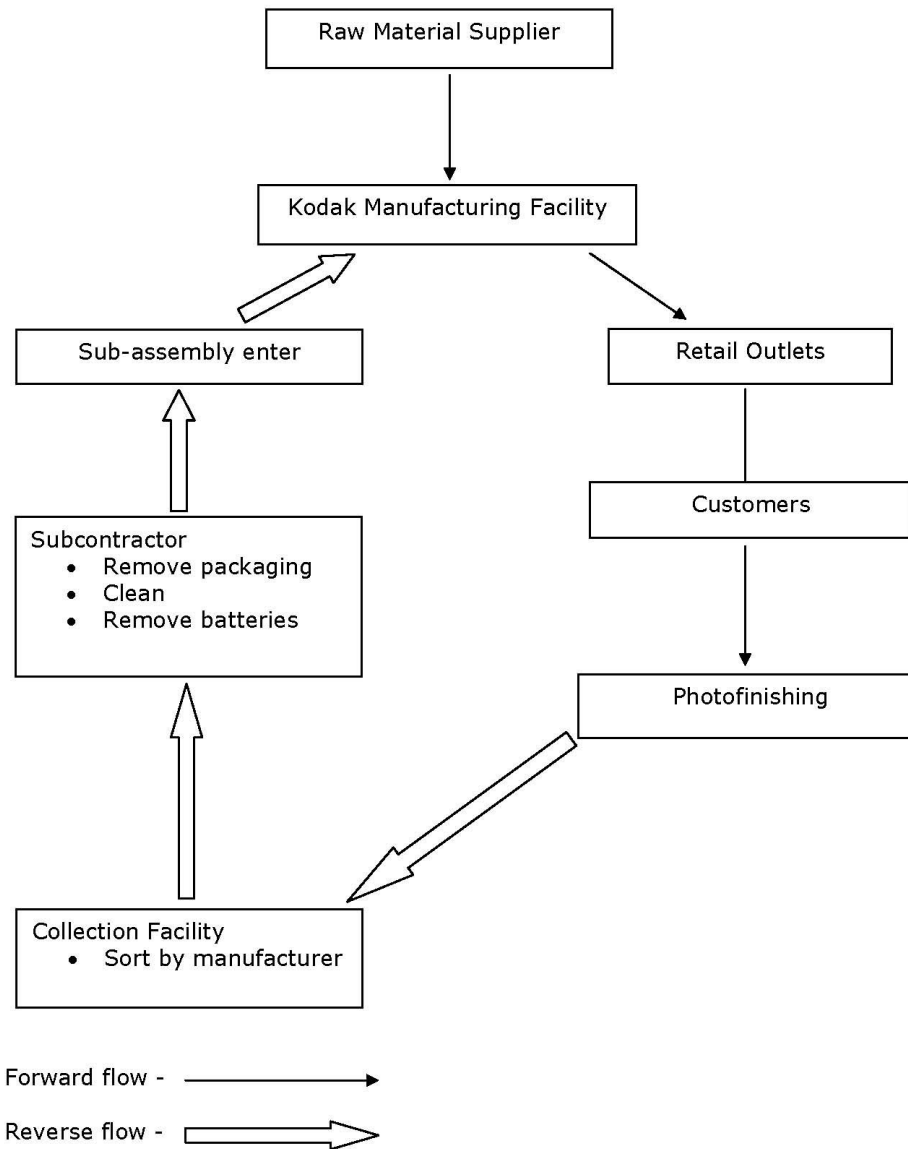 Raw Material Supplier
Kodak Manufacturing Facility
Sub-assembly enter
Retail Outlets
Customers
Subcontractor
• Remove packaging
• Clean
• Remove batteries
Photofinishing
Collection Facility
• Sort by manufacturer
Forward flow -
Reverse flow -